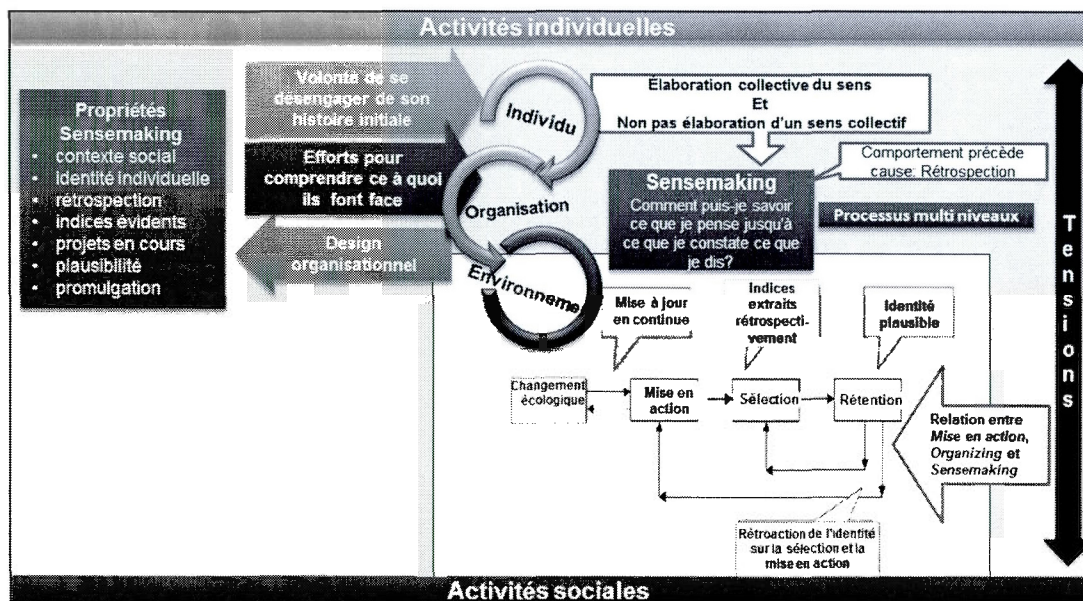 Activités individuelles
Propriétés
Sensemaking
• contexte social
• Identité individuelle
• rétrospection
• indices évidents
• projets en cours
• plausibilité
• promulgation
Volonté de se
désengager de son
histoire initiale
Efforts pour
comprendre ce à quoi
ils font face
Design
organisationnel
Individu
Organisation
Environneme
Élaboration collective du sens
Et
Non pas élaboration d'un sens collectif
Comportement précède
cause: Rétrospection
Sensemaking
Comment puis-je savoir
ce que je pense jusqu'à
ce que je constate ce que
je dis?
Processus multi niveaux
Tensions
Mise à jour
en continue
Indices
extraits
rétrospecti-
vement
Identité
plausible
Changement
écologique
Mise en
action
Sélection
Rétention
Relation entre
Mise en action,
Organizing et
Sensemaking
Rétroaction de l'identité
sur la sélection et la
mise en action
Activités sociales